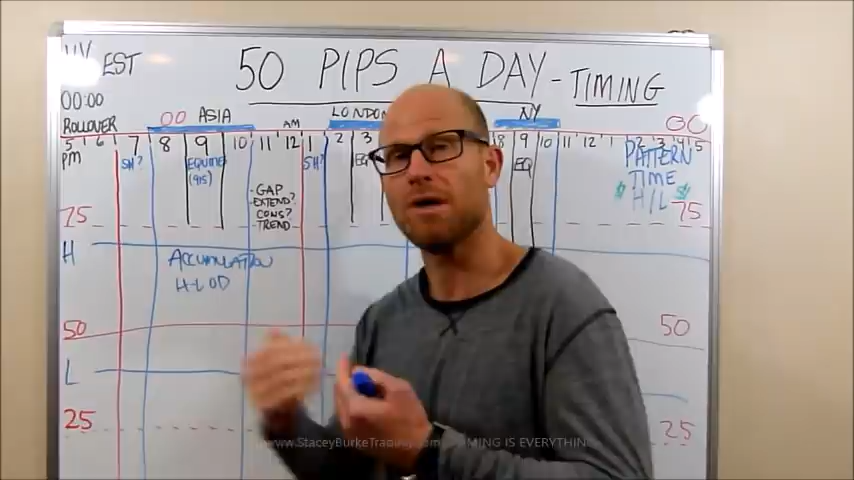 NY EST
50 PIPS A DAY - TIMING
00:00
ROLLOVER
00 ASIA
AM
LONDON
NY
00
5 6 7 8 9 10 11 12 1 2 3 8 9 10 11 12 1 2 3 4 5
PM
SH?
EQUITIE
(915)
SH?
EQ
EQ
PATTERN
TIME
$ H/L $
- GAP
- EXTEND?
CONS?
TREND
75
75
H
ACCUMULATION
H-LOD
50
50
L
25
25
www.StaceyBurkeTrading.com TIMING IS EVERYTHING